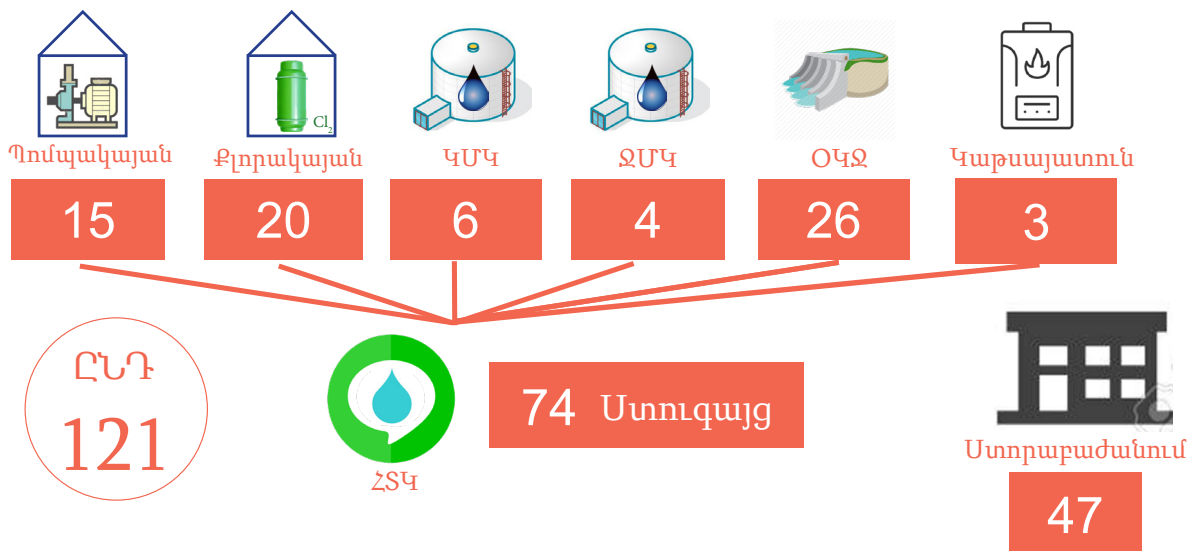 Cl2
Պոմպակայան
Քլորակայան
ԿՄԿ
ՋՄԿ
ՕԿՋ
Կաթսայատուն
15
20
6
4
26
3
ԸՆԴ
121
ՀՏԿ
74 Ստուգայց
Ստորաբաժանում
47